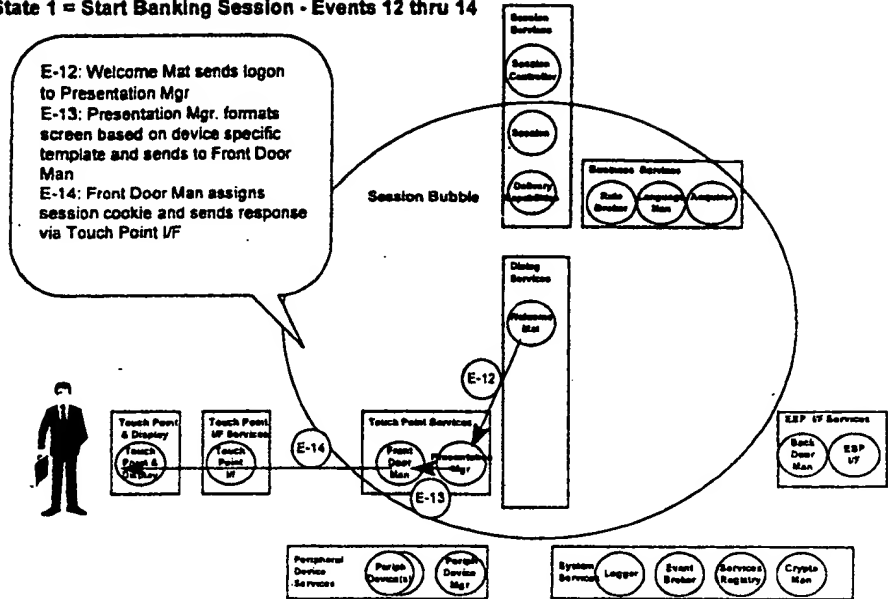 State 1 = Start Banking Session - Events 12 thru 14
E-12: Welcome Mat sends logon
to Presentation Mgr
E-13: Presentation Mgr. formats
screen based on device specific
template and sends to Front Door
Man
E-14: Front Door Man assigns
session cookie and sends response
via Touch Point I/F
Session
Services
Session
Controller
Session
Delivery
Capabilities
Session Bubble
Business Services
Rate
Broker
Language
Man
Acquirer
Dialog
Services
Welcome
Mat
E-12
Touch Point
& Display
Touch
Point &
Display
Touch Point
I/F Services
Touch
Point
I/f
E-14
Touch Point Services
Front
Door
Man
Presentation
Mgr
E-13
ESP I/F Services
Back
Door
Man
ESP
I/F
Peripheral
Device
Services
Periph
Device(s)
Periph
Device
Mgr
System
Services
Logger
Event
Broker
Services
Registry
Crypto
Man